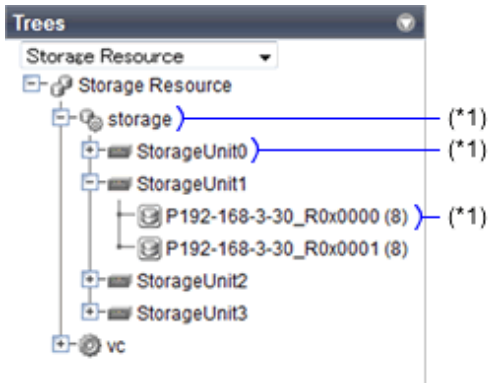 Trees
Storage Resource
Storage Resource
storage (*1)
StorageUnit0 (*1)
StorageUnit1
P192-168-3-30_R0x0000 (8) (*1)
P192-168-3-30_R0x0001 (8)
StorageUnit2
StorageUnit3
vc